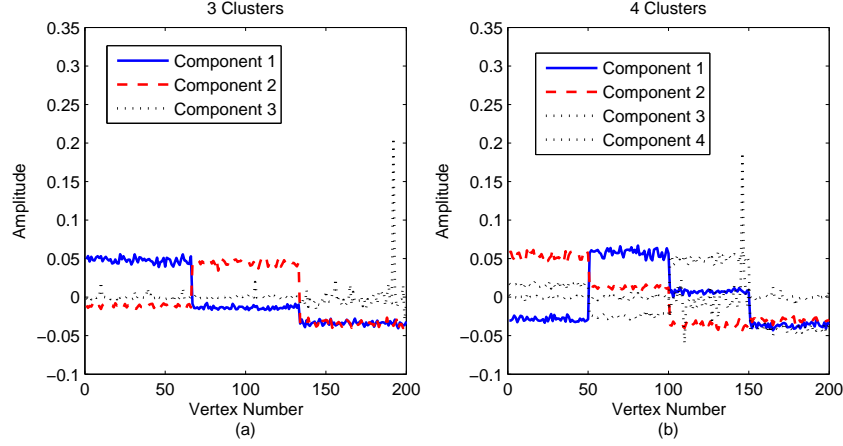 3 Clusters
0.35
0.3
0.25
0.2
0.15
0.1
0.05
0
−0.05
−0.1
Amplitude
Component 1
Component 2
Component 3
0
50
100
150
200
Vertex Number
(a)
4 Clusters
0.35
0.3
0.25
0.2
0.15
0.1
0.05
0
−0.05
−0.1
Amplitude
Component 1
Component 2
Component 3
Component 4
0
50
100
150
200
Vertex Number
(b)